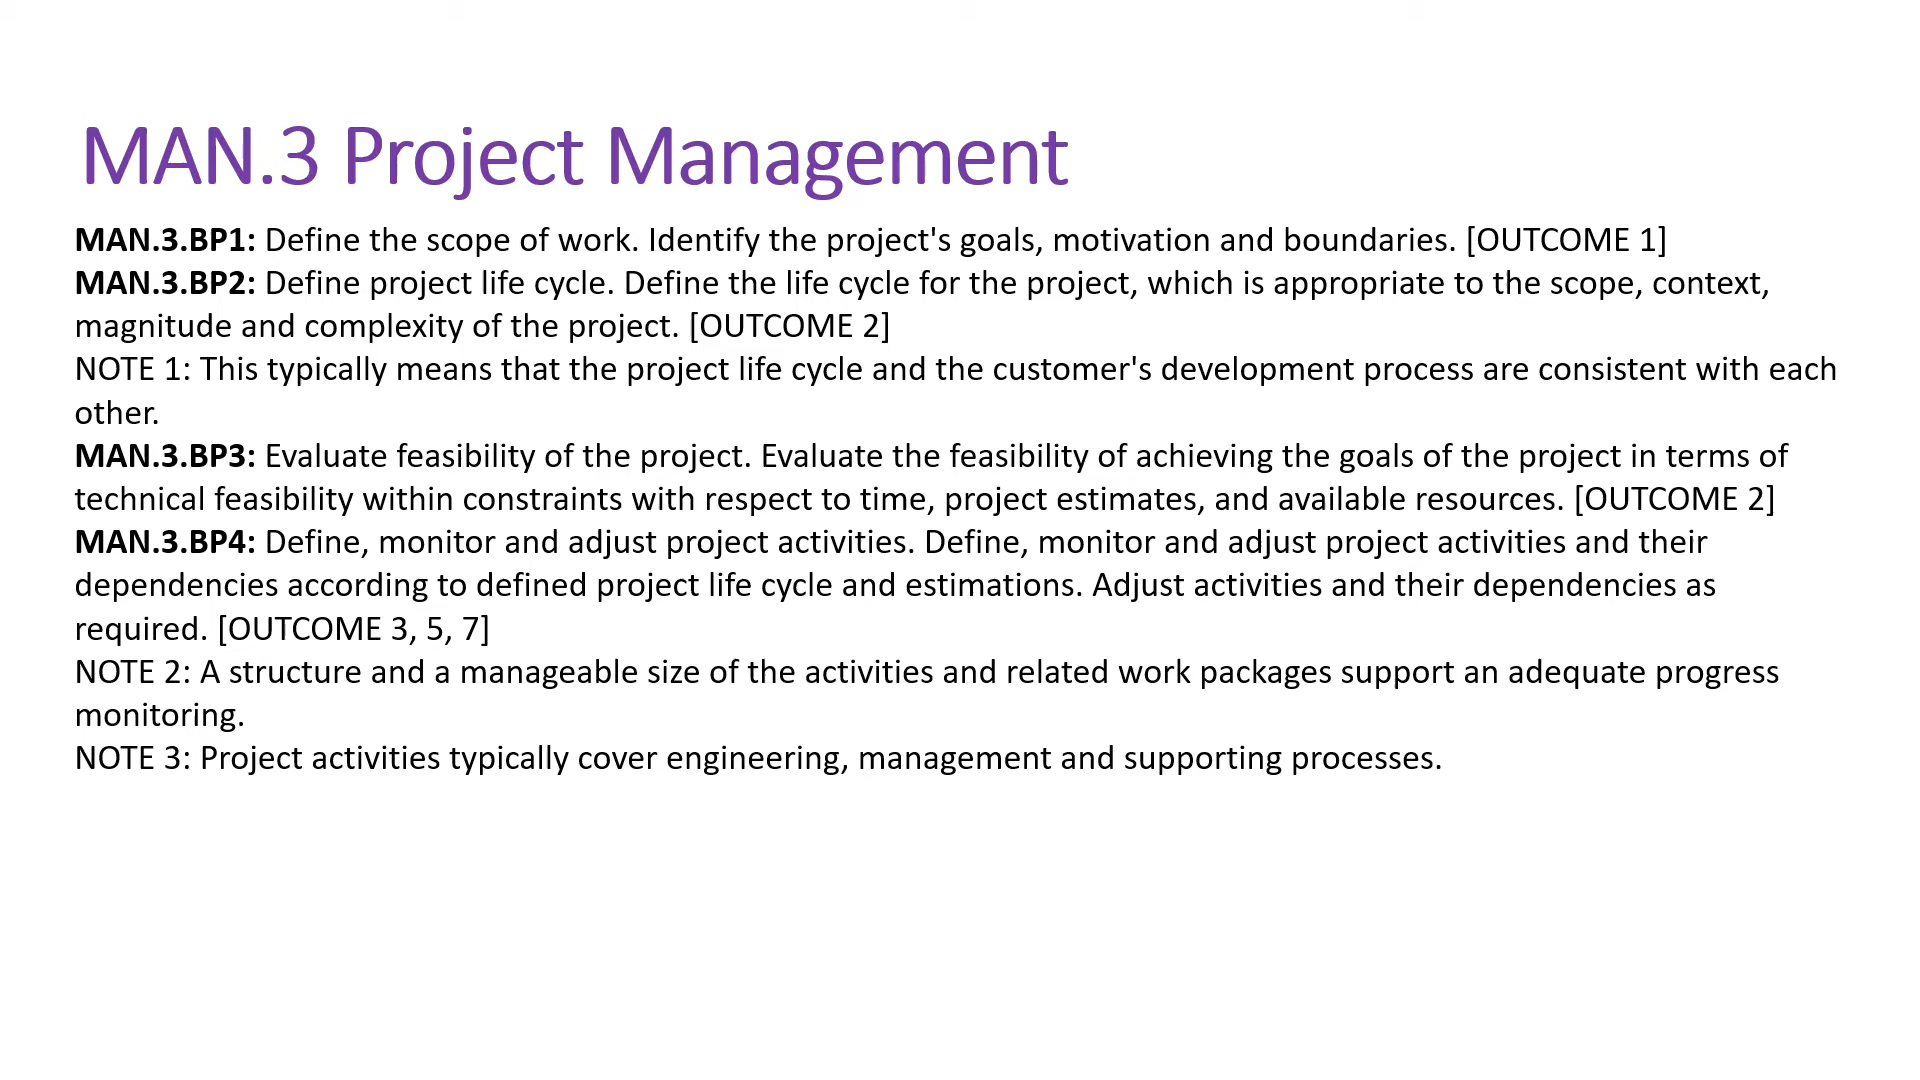 MAN.3 Project Management
MAN.3.BP1: Define the scope of work. Identify the project's goals, motivation and boundaries. [OUTCOME 1]
MAN.3.BP2: Define project life cycle. Define the life cycle for the project, which is appropriate to the scope, context,
magnitude and complexity of the project. [OUTCOME 2]
NOTE 1: This typically means that the project life cycle and the customer's development process are consistent with each
other.
MAN.3.BP3: Evaluate feasibility of the project. Evaluate the feasibility of achieving the goals of the project in terms of
technical feasibility within constraints with respect to time, project estimates, and available resources. [OUTCOME 2]
MAN.3.BP4: Define, monitor and adjust project activities. Define, monitor and adjust project activities and their
dependencies according to defined project life cycle and estimations. Adjust activities and their dependencies as
required. [OUTCOME 3, 5, 7]
NOTE 2: A structure and a manageable size of the activities and related work packages support an adequate progress
monitoring.
NOTE 3: Project activities typically cover engineering, management and supporting processes.